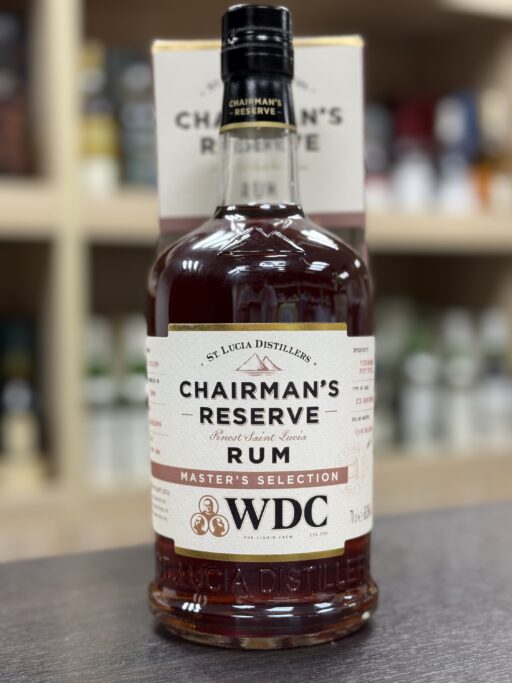 CHAIRMAN'S
RESERVE
RUM
CHAIRMAN'S
RESERVE
ST. LUCIA DISTILLERS
CHAIRMAN'S
RESERVE
Finest Saint Lucia
RUM
MASTER'S SELECTION
WDC
THE LIQUID CREW
ST. LUCIA DISTILLERS